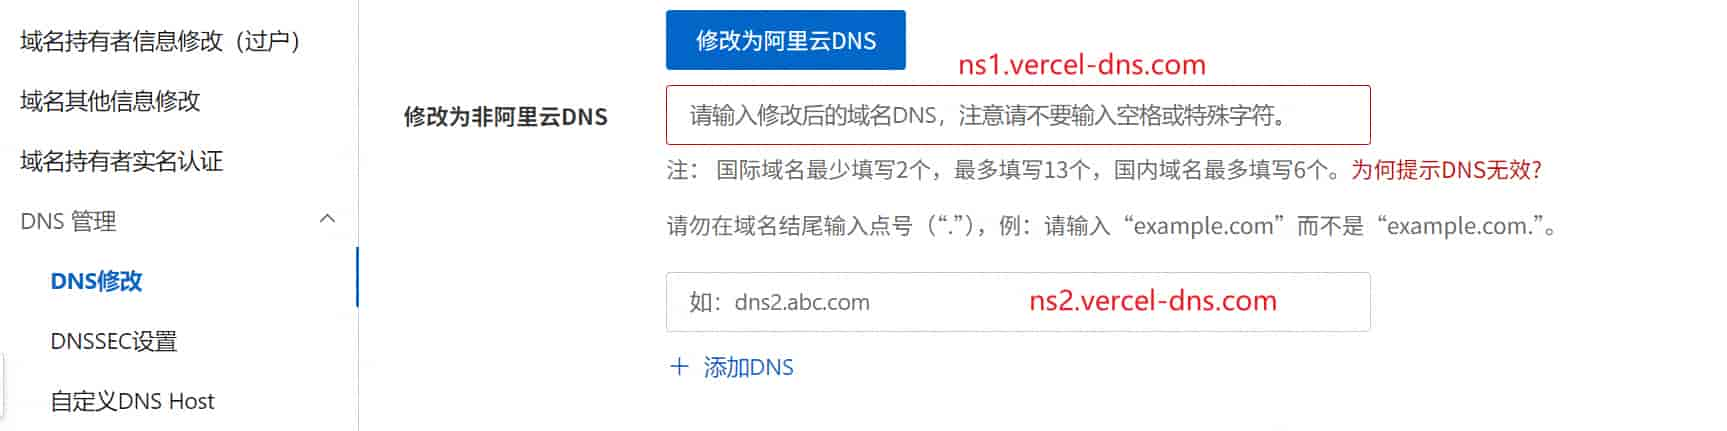 域名持有者信息修改（过户）
域名其他信息修改
域名持有者实名认证
DNS 管理
DNS修改
DNSSEC设置
自定义DNS Host
修改为阿里云DNS
ns1.vercel-dns.com
修改为非阿里云DNS
请输入修改后的域名DNS，注意请不要输入空格或特殊字符。
注： 国际域名最少填写2个，最多填写13个，国内域名最多填写6个。为何提示DNS无效?
请勿在域名结尾输入点号（“.”），例：请输入“example.com”而不是“example.com.”。
如：dns2.abc.com ns2.vercel-dns.com
＋ 添加DNS